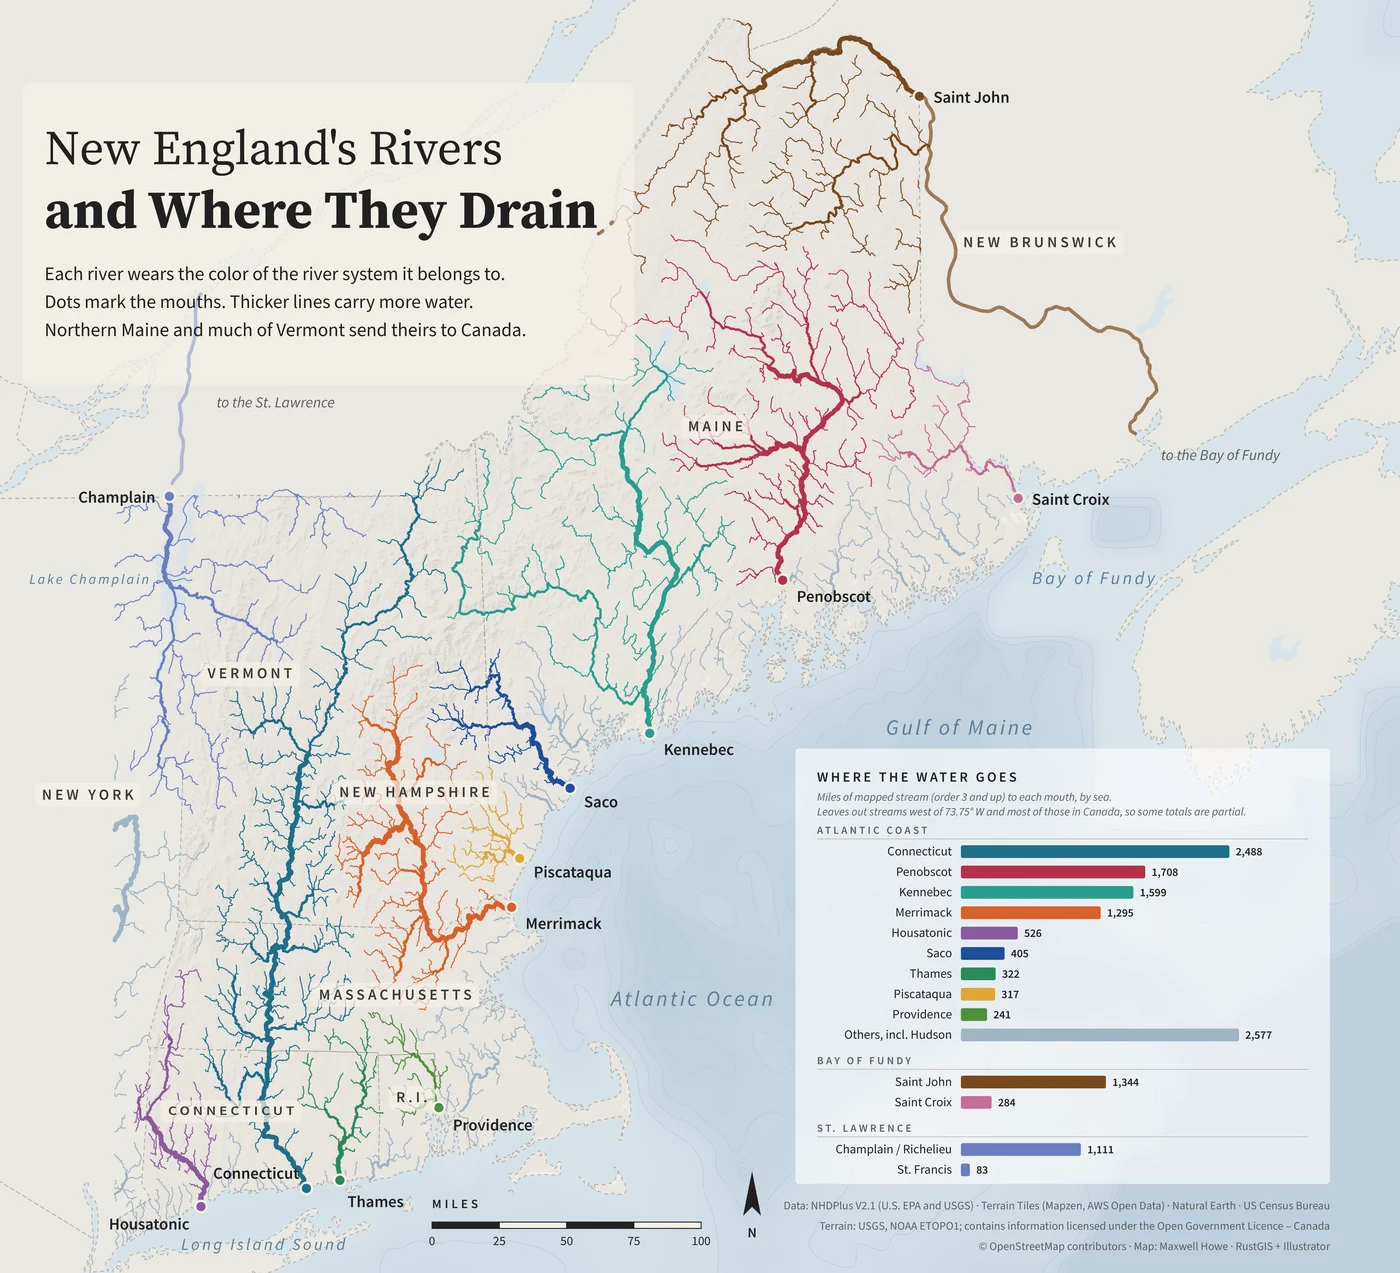 New England's Rivers
and Where They Drain
Each river wears the color of the river system it belongs to.
Dots mark the mouths. Thicker lines carry more water.
Northern Maine and much of Vermont send theirs to Canada.
Saint John
NEW BRUNSWICK
to the St. Lawrence
MAINE
to the Bay of Fundy
Champlain
Saint Croix
Lake Champlain
Bay of Fundy
Penobscot
VERMONT
Gulf of Maine
Kennebec
NEW YORK
NEW HAMPSHIRE
Saco
Piscataqua
Merrimack
MASSACHUSETTS
Atlantic Ocean
R.I.
CONNECTICUT
Providence
Connecticut
Thames
Housatonic
Long Island Sound
WHERE THE WATER GOES
Miles of mapped stream (order 3 and up) to each mouth, by sea.
Leaves out streams west of 73.75° W and most of those in Canada, so some totals are partial.
ATLANTIC COAST
Connecticut 2,488
Penobscot 1,708
Kennebec 1,599
Merrimack 1,295
Housatonic 526
Saco 405
Thames 322
Piscataqua 317
Providence 241
Others, incl. Hudson 2,577
BAY OF FUNDY
Saint John 1,344
Saint Croix 284
ST. LAWRENCE
Champlain / Richelieu 1,111
St. Francis 83
MILES
0 25 50 75 100
N
Data: NHDPlus V2.1 (U.S. EPA and USGS) · Terrain Tiles (Mapzen, AWS Open Data) · Natural Earth · US Census Bureau
Terrain: USGS, NOAA ETOPO1; contains information licensed under the Open Government Licence – Canada
© OpenStreetMap contributors · Map: Maxwell Howe · RustGIS + Illustrator